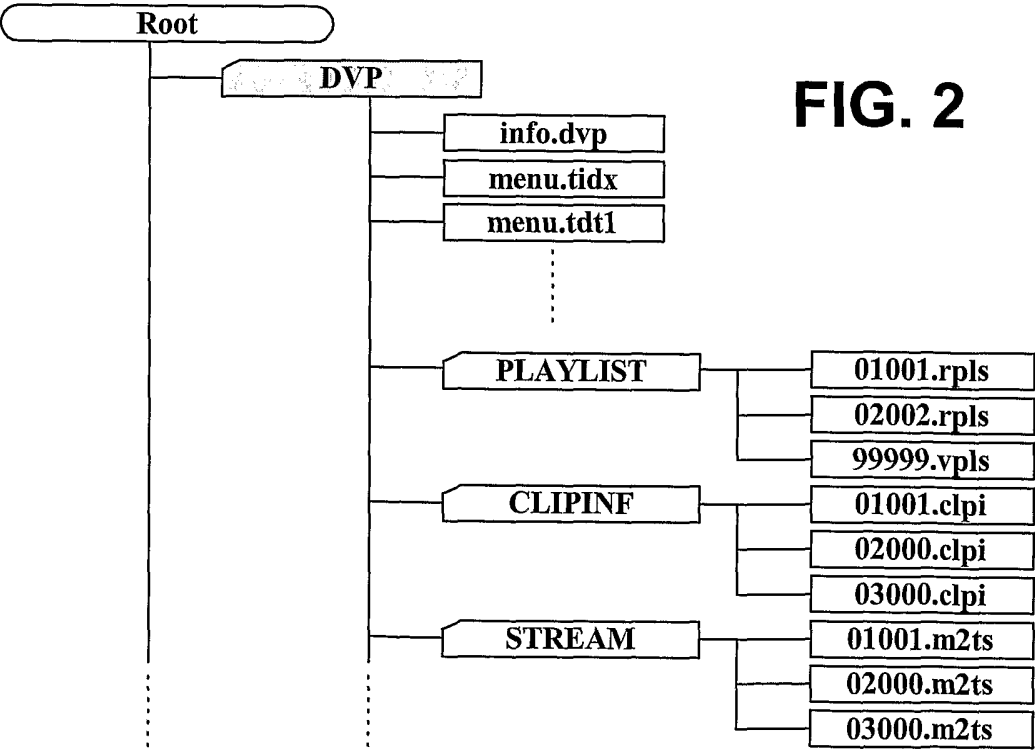 Root
DVP
FIG. 2
info.dvp
menu.tidx
menu.tdt1
PLAYLIST
01001.rpls
02002.rpls
99999.vpls
CLIPINF
01001.clpi
02000.clpi
03000.clpi
STREAM
01001.m2ts
02000.m2ts
03000.m2ts